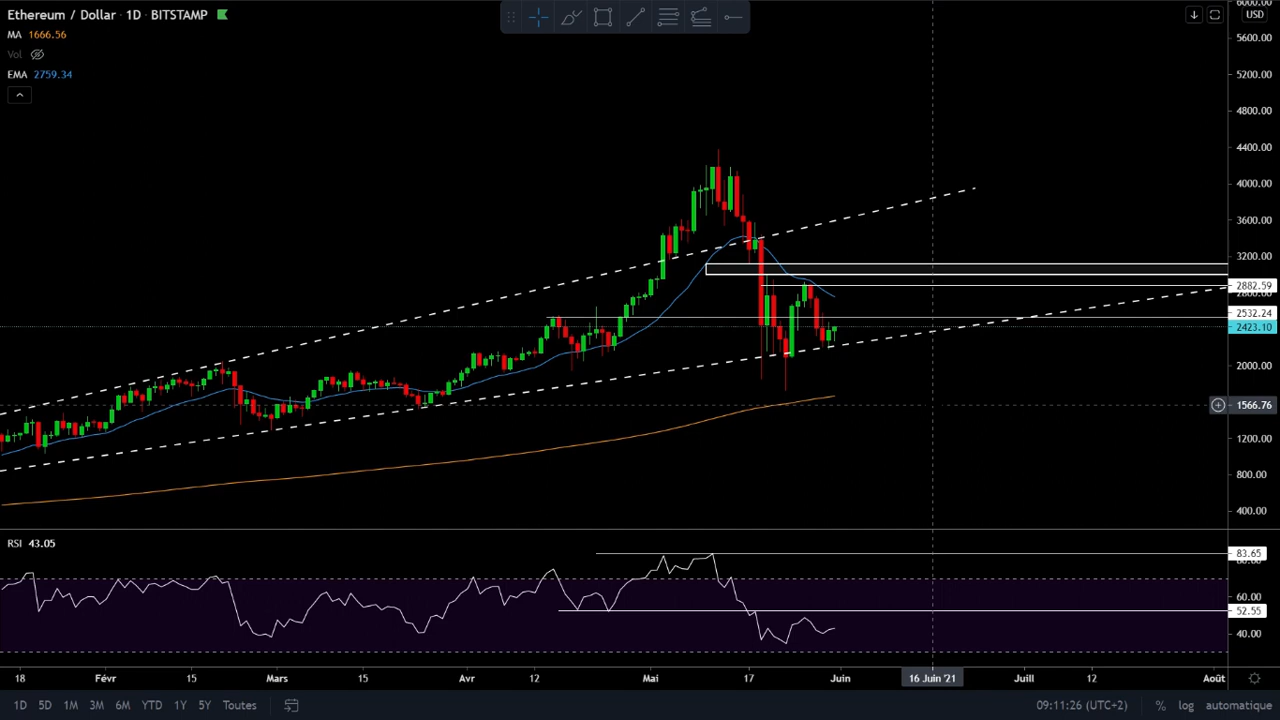 Ethereum / Dollar · 1D · BITSTAMP
MA 1666.56
Vol
EMA 2759.34
USD
6000.00
5600.00
5200.00
4800.00
4400.00
4000.00
3600.00
3200.00
2882.59
2800.00
2532.24
2423.10
2000.00
1566.76
1200.00
800.00
400.00
RSI 43.05
83.65
80.00
60.00
52.55
40.00
18 Févr 15 Mars 15 Avr 12 Mai 17 Juin 16 Juin '21 Juill 12 Août
1D 5D 1M 3M 6M YTD 1Y 5Y Toutes 09:11:26 (UTC+2) % log automatique